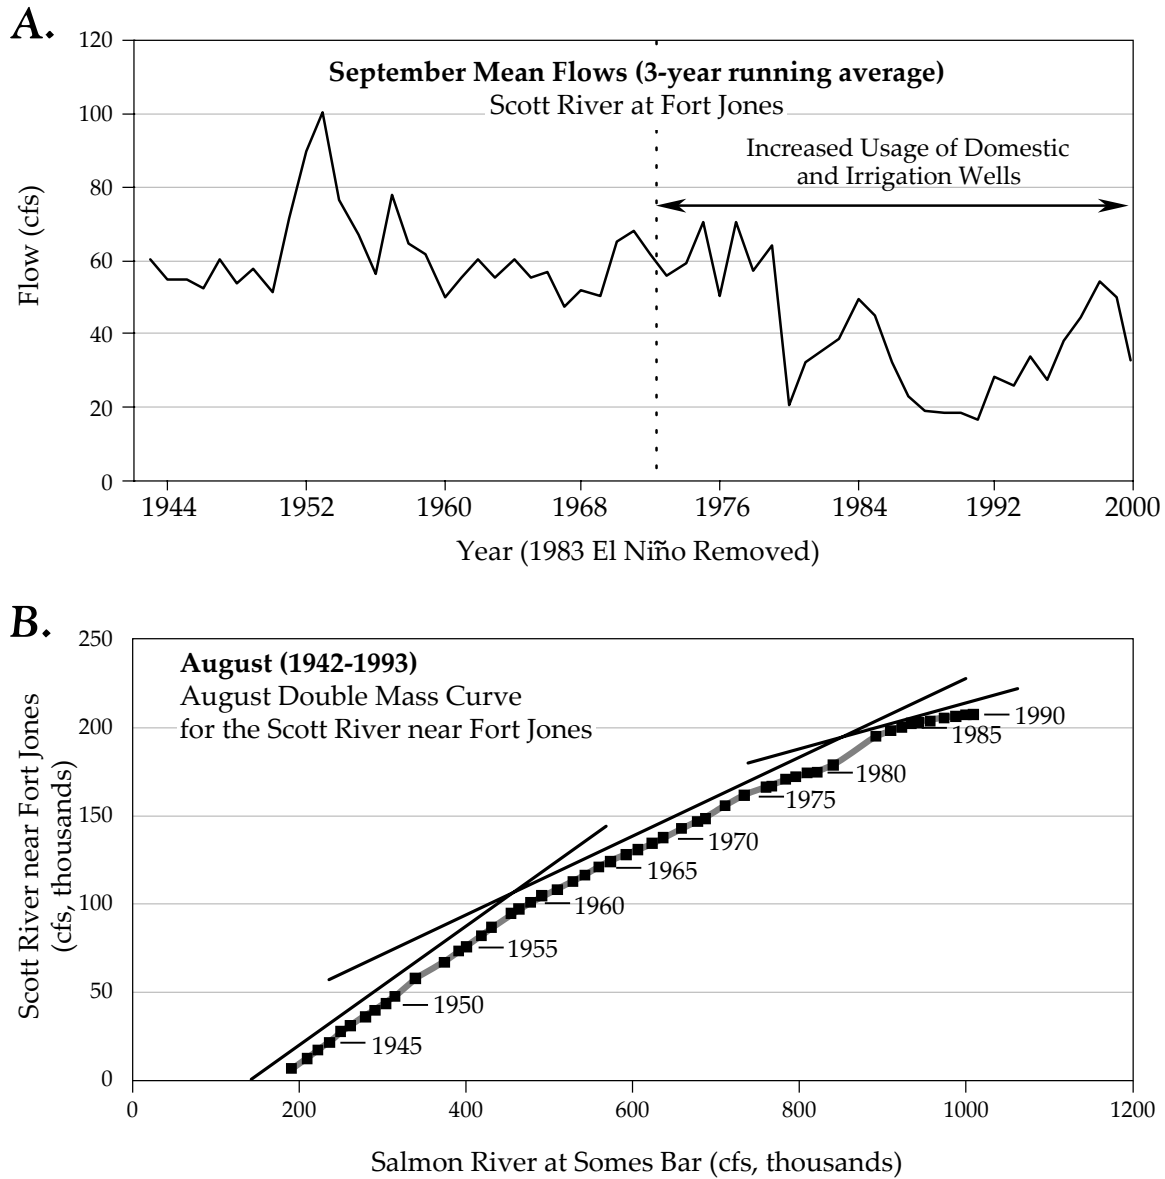 A.
120
September Mean Flows (3-year running average)
Scott River at Fort Jones
100
Increased Usage of Domestic
and Irrigation Wells
80
60
40
20
0
Flow (cfs)
1944 1952 1960 1968 1976 1984 1992 2000
Year (1983 El Niño Removed)
B.
250
August (1942-1993)
August Double Mass Curve
for the Scott River near Fort Jones
200
150
100
50
0
Scott River near Fort Jones
(cfs, thousands)
1990
1985
1980
1975
1970
1965
1960
1955
1950
1945
0 200 400 600 800 1000 1200
Salmon River at Somes Bar (cfs, thousands)